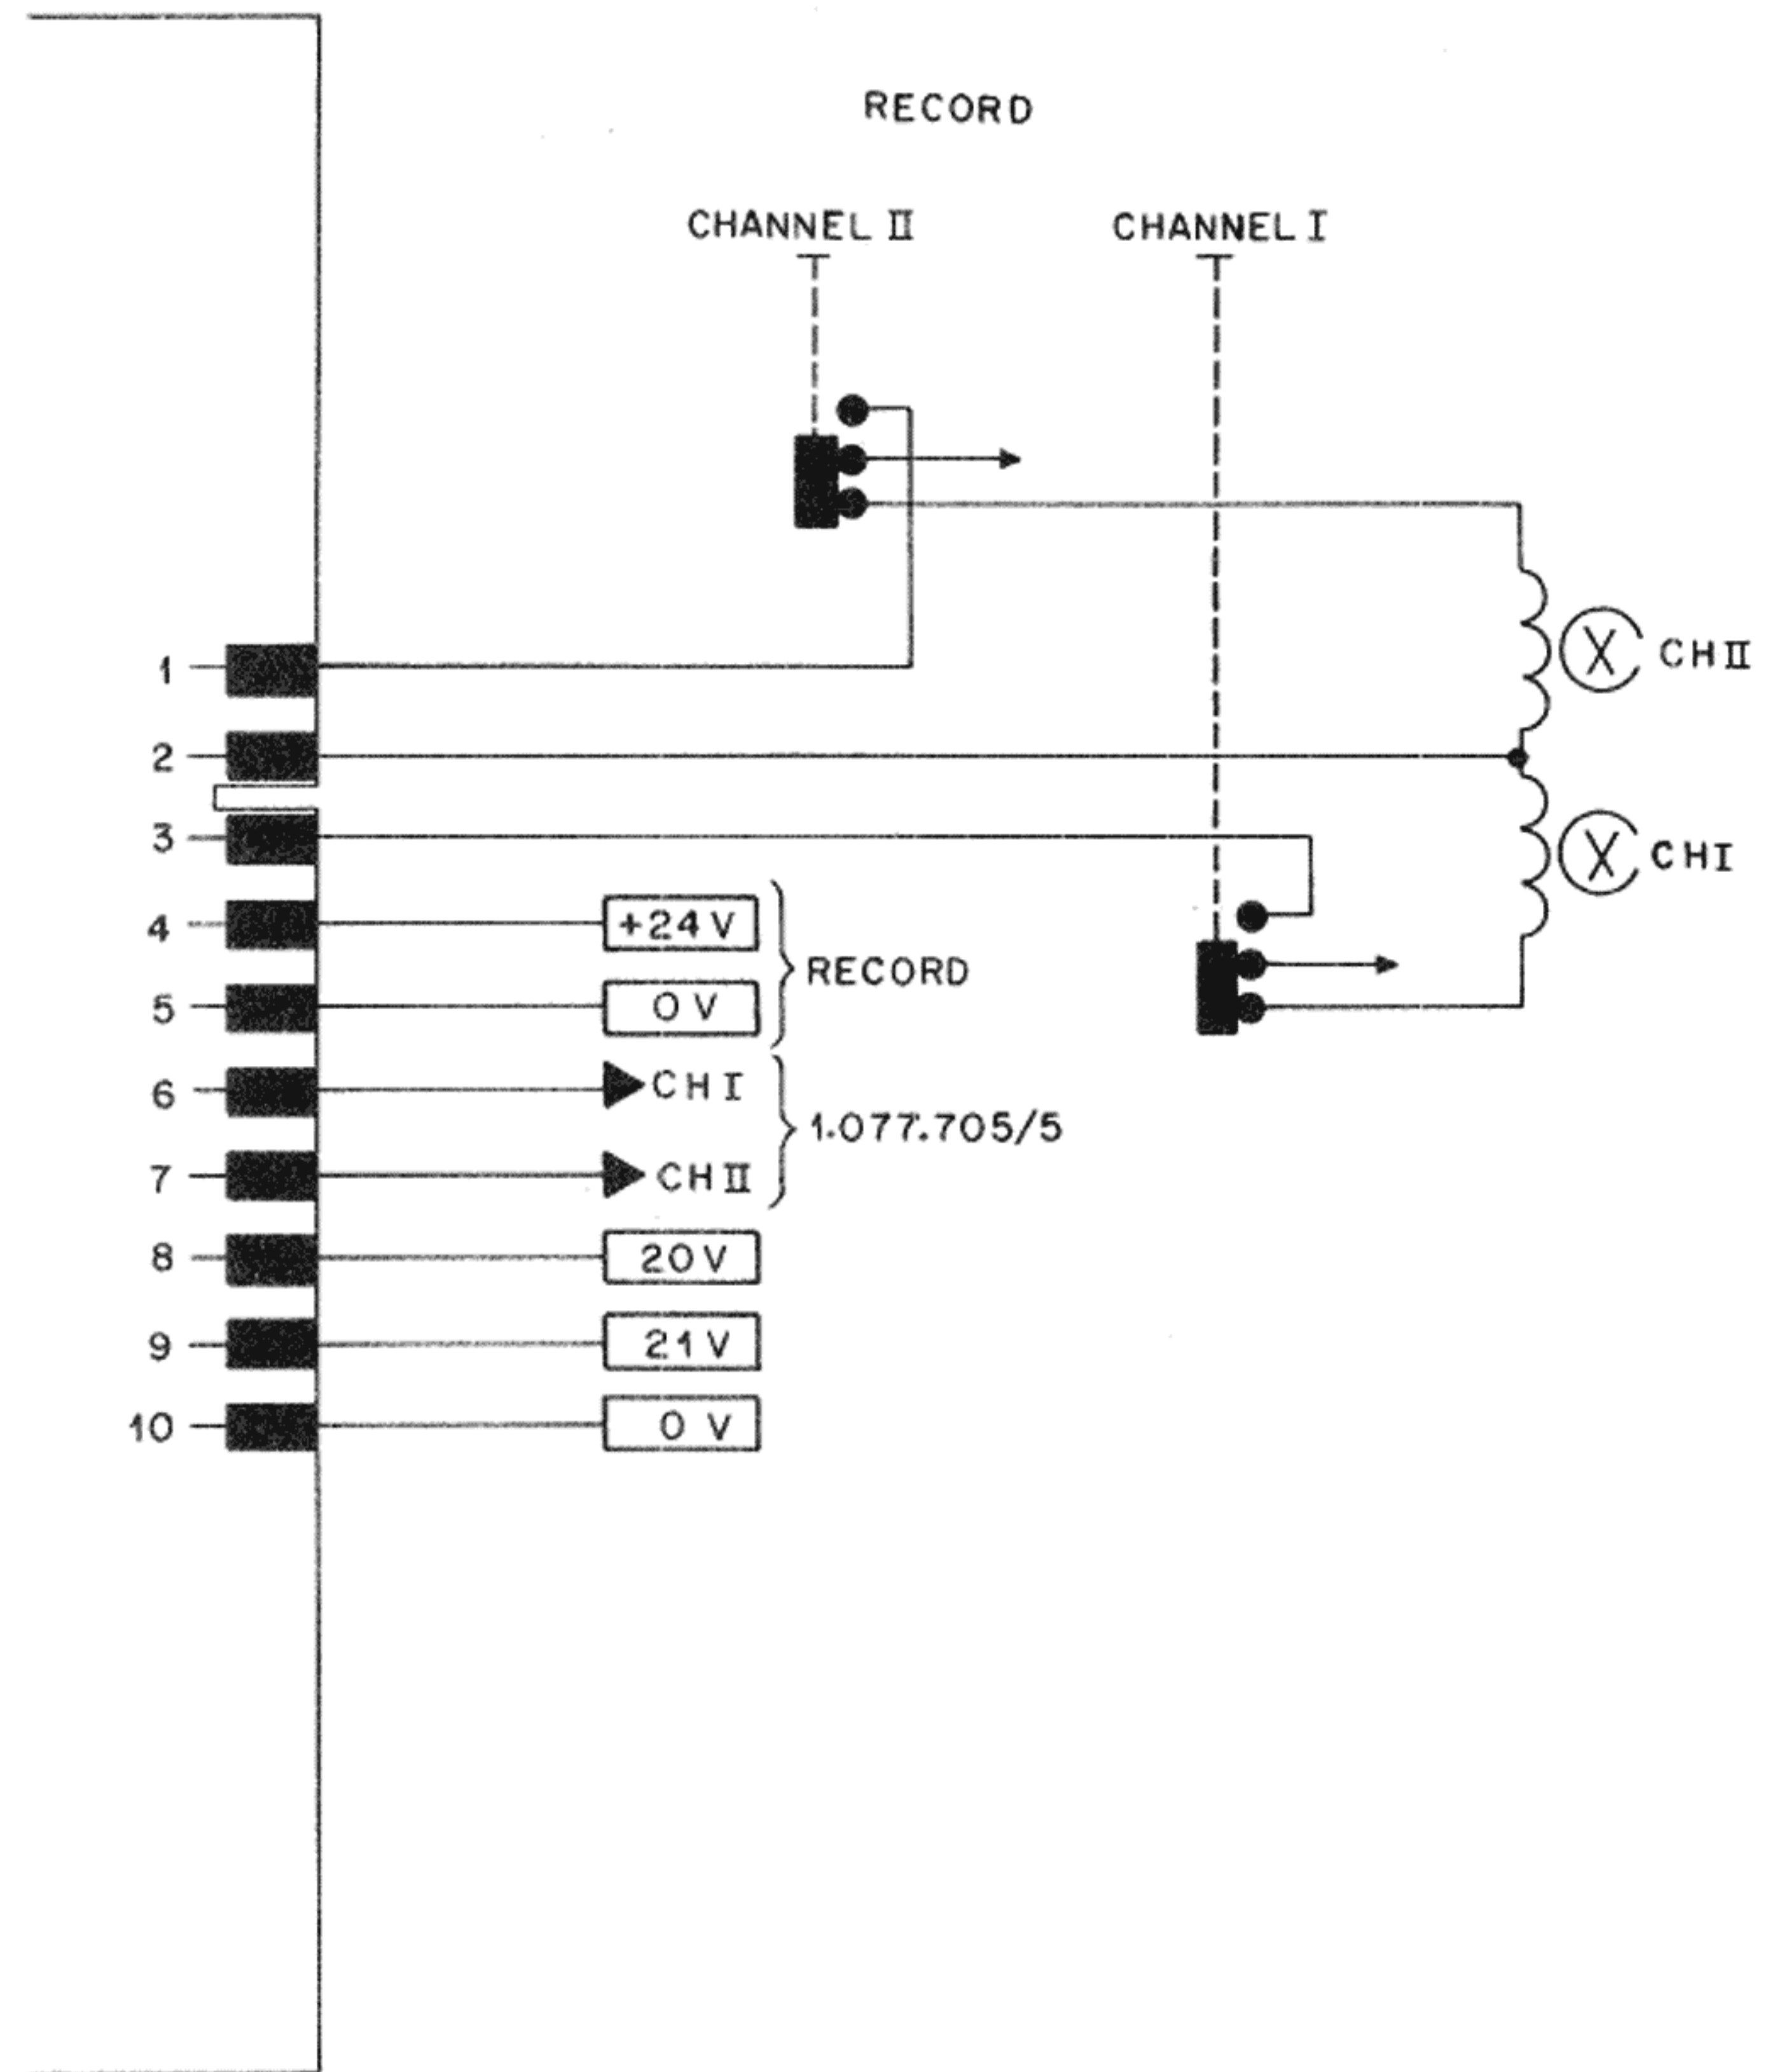 RECORD
CHANNEL II
CHANNEL I
1
X CH II
2
3
X CH I
4
+24 V
5
0 V
RECORD
6
CH I
7
CH II
1.077.705/5
8
20 V
9
21 V
10
0 V